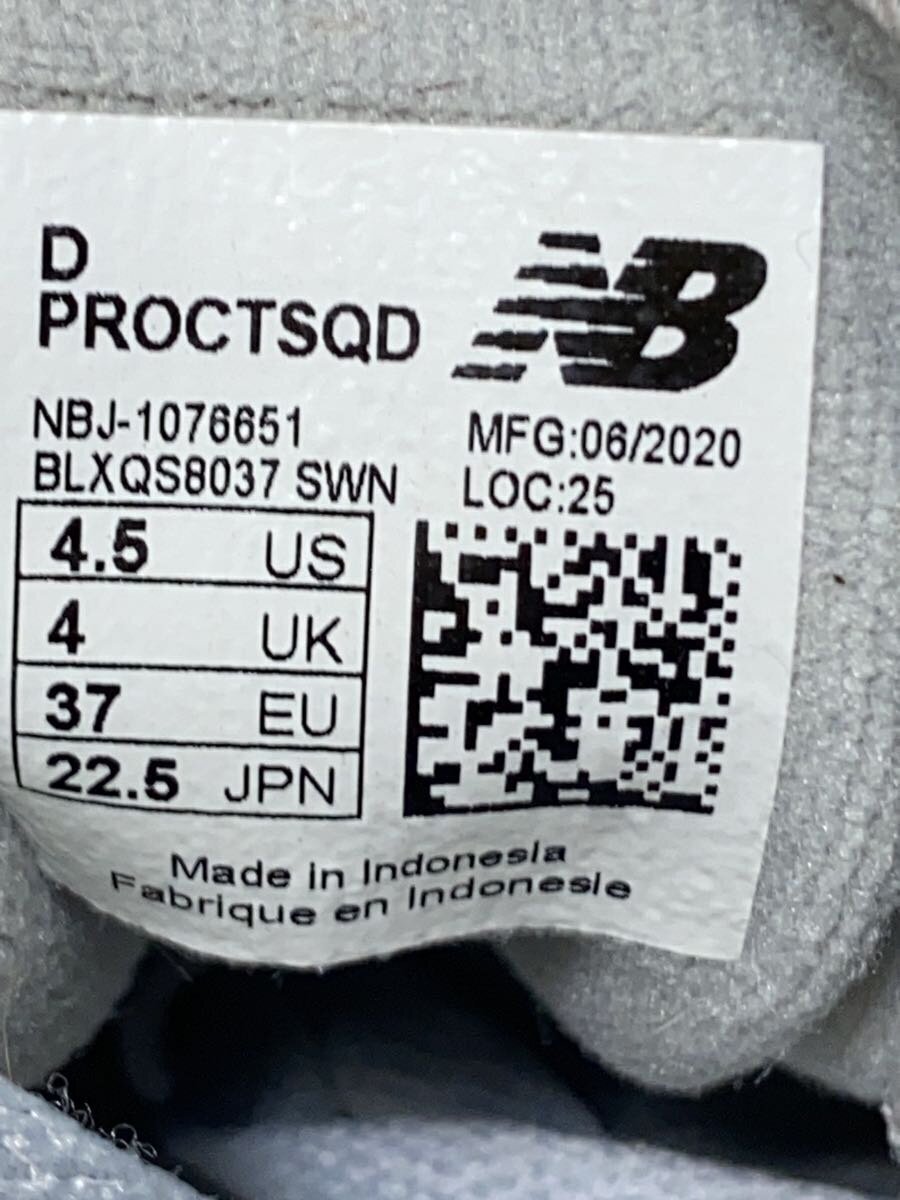 D
PROCTSQD
NB
NBJ-1076651
BLXQS8037 SWN
MFG:06/2020
LOC:25
4.5 US
4 UK
37 EU
22.5 JPN
Made in Indonesia
Fabrique en Indonesie